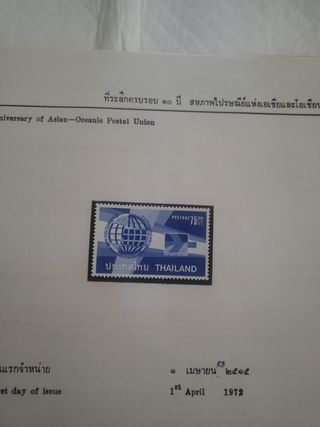 ที่ระลึกครบรอบ ๑๐ ปี สหภาพไปรษณีย์แห่งเอเชียและโอเชียน
niversary of Asian—Oceanic Postal Union
POSTAGE 75
ประเทศไทย THAILAND
นแรกจำหน่าย ๑ เมษายน ๒๕๑๕
st day of issue 1st April 1972